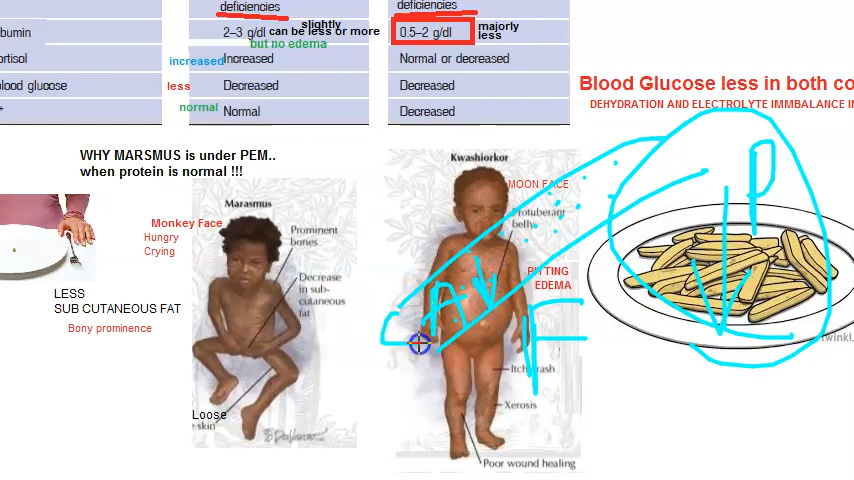 deficiencies
deficiencies
bumin
2–3 g/dl
slightly
can be less or more
but no edema
0.5–2 g/dl
majorly
less
ortisol
increased
Increased
Normal or decreased
lood glucose
less
Decreased
Decreased
+
normal
Normal
Decreased
Blood Glucose less in both co
DEHYDRATION AND ELECTROLYTE IMMBALANCE IN
WHY MARSMUS is under PEM..
when protein is normal !!!
Marasmus
Monkey Face
Hungry
Crying
Prominent
bones
Decrease
in sub-
cutaneous
fat
LESS
SUB CUTANEOUS FAT
Bony prominence
Loose
skin
Kwashiorkor
MOON FACE
Protuberant
belly
PITTING
EDEMA
Itchy rash
Xerosis
Poor wound healing
P
A
F
twinkl